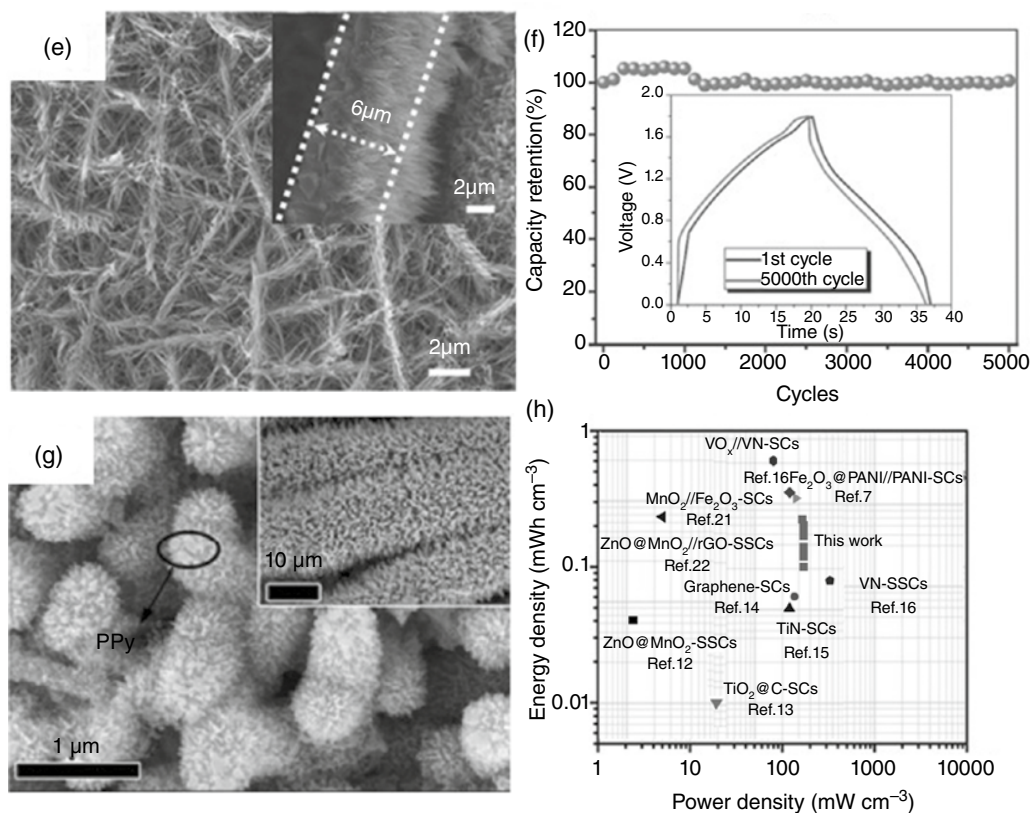 (e)
6μm
2μm
2μm
(f)
120
100
80
60
40
20
0
Capacity retention(%)
2.0
1.6
1.2
0.8
0.4
0.0
Voltage (V)
1st cycle
5000th cycle
0 5 10 15 20 25 30 35 40
Time (s)
0 1000 2000 3000 4000 5000
Cycles
(g)
10 μm
PPy
1 μm
(h)
1
0.1
0.01
Energy density (mWh cm⁻³)
VOₓ//VN-SCs
Ref.16Fe₂O₃@PANI//PANI-SCs
Ref.7
MnO₂//Fe₂O₃-SCs
Ref.21
ZnO@MnO₂//rGO-SSCs
Ref.22
This work
Graphene-SCs
Ref.14
VN-SSCs
Ref.16
TiN-SCs
Ref.15
ZnO@MnO₂-SSCs
Ref.12
TiO₂@C-SCs
Ref.13
1 10 100 1000 10000
Power density (mW cm⁻³)